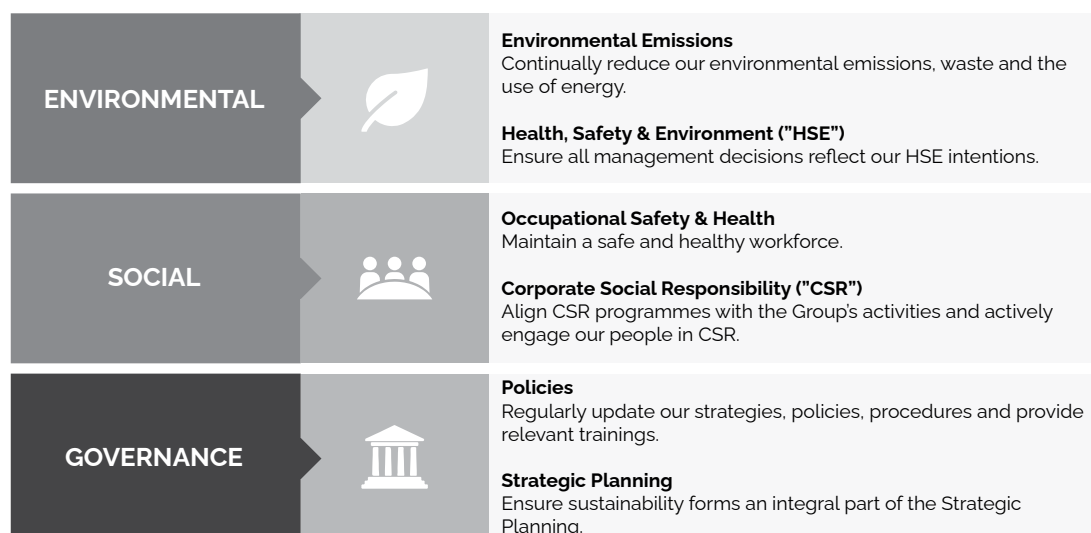 ENVIRONMENTAL
Environmental Emissions
Continually reduce our environmental emissions, waste and the
use of energy.
Health, Safety & Environment (”HSE”)
Ensure all management decisions reflect our HSE intentions.
SOCIAL
Occupational Safety & Health
Maintain a safe and healthy workforce.
Corporate Social Responsibility (”CSR”)
Align CSR programmes with the Group’s activities and actively
engage our people in CSR.
GOVERNANCE
Policies
Regularly update our strategies, policies, procedures and provide
relevant trainings.
Strategic Planning
Ensure sustainability forms an integral part of the Strategic
Planning.